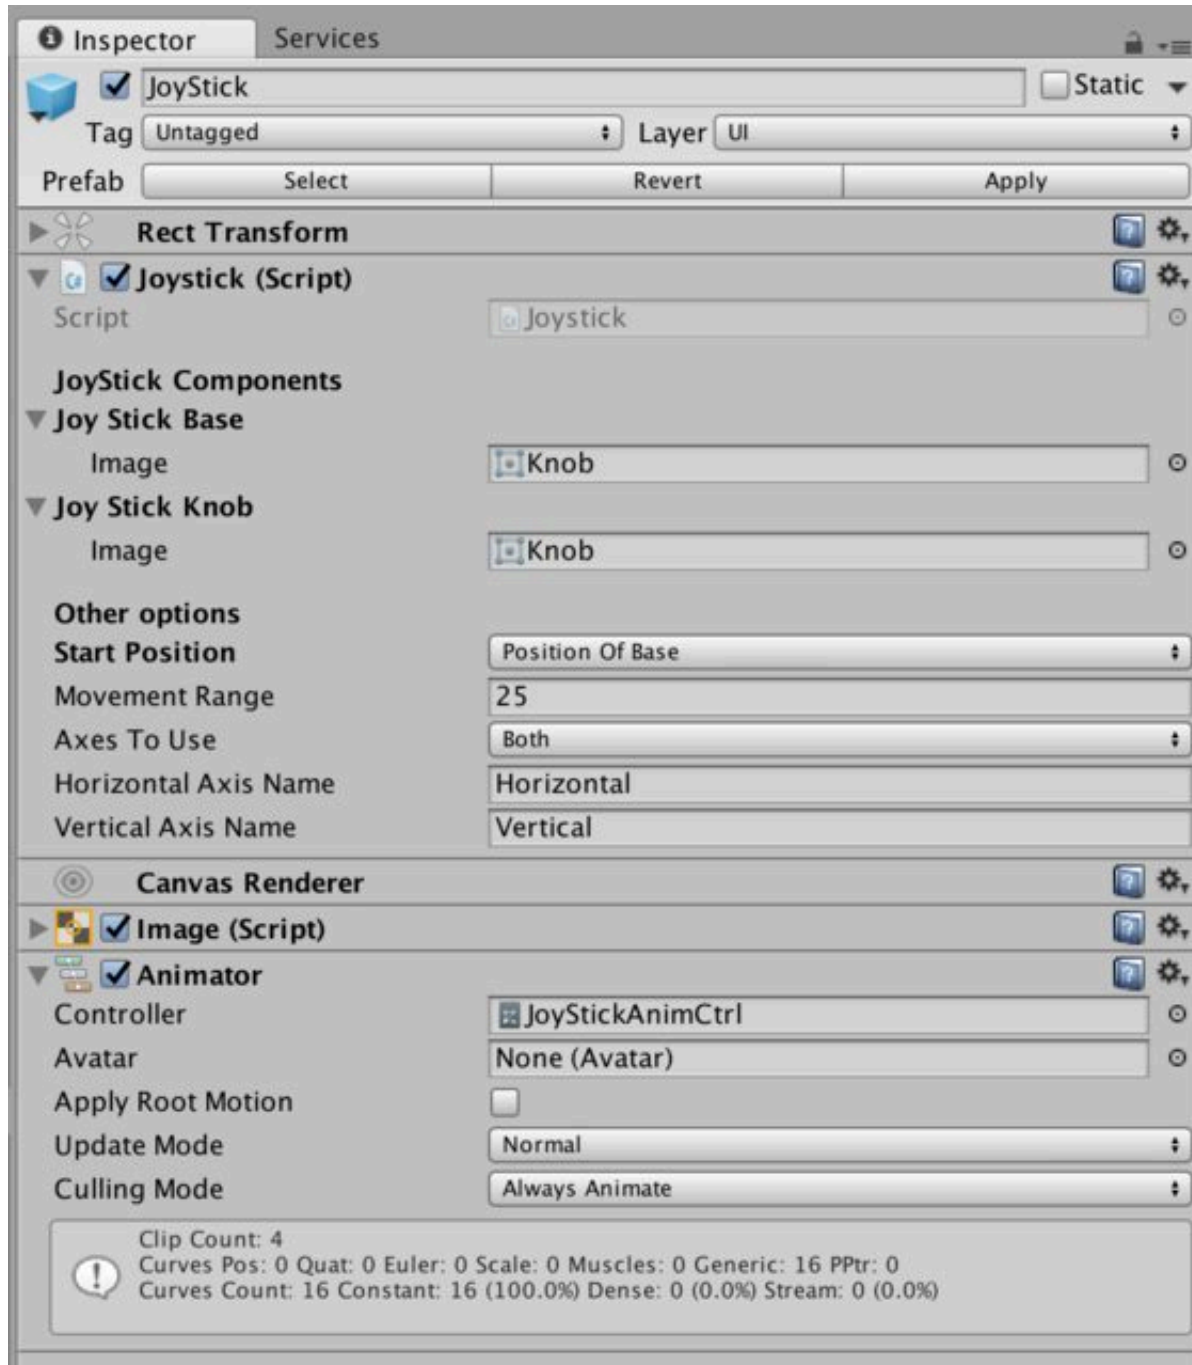 Inspector Services
JoyStick Static
Tag Untagged Layer UI
Prefab Select Revert Apply
Rect Transform
Joystick (Script)
Script Joystick
JoyStick Components
Joy Stick Base
Image Knob
Joy Stick Knob
Image Knob
Other options
Start Position Position Of Base
Movement Range 25
Axes To Use Both
Horizontal Axis Name Horizontal
Vertical Axis Name Vertical
Canvas Renderer
Image (Script)
Animator
Controller JoyStickAnimCtrl
Avatar None (Avatar)
Apply Root Motion
Update Mode Normal
Culling Mode Always Animate
Clip Count: 4
Curves Pos: 0 Quat: 0 Euler: 0 Scale: 0 Muscles: 0 Generic: 16 PPtr: 0
Curves Count: 16 Constant: 16 (100.0%) Dense: 0 (0.0%) Stream: 0 (0.0%)